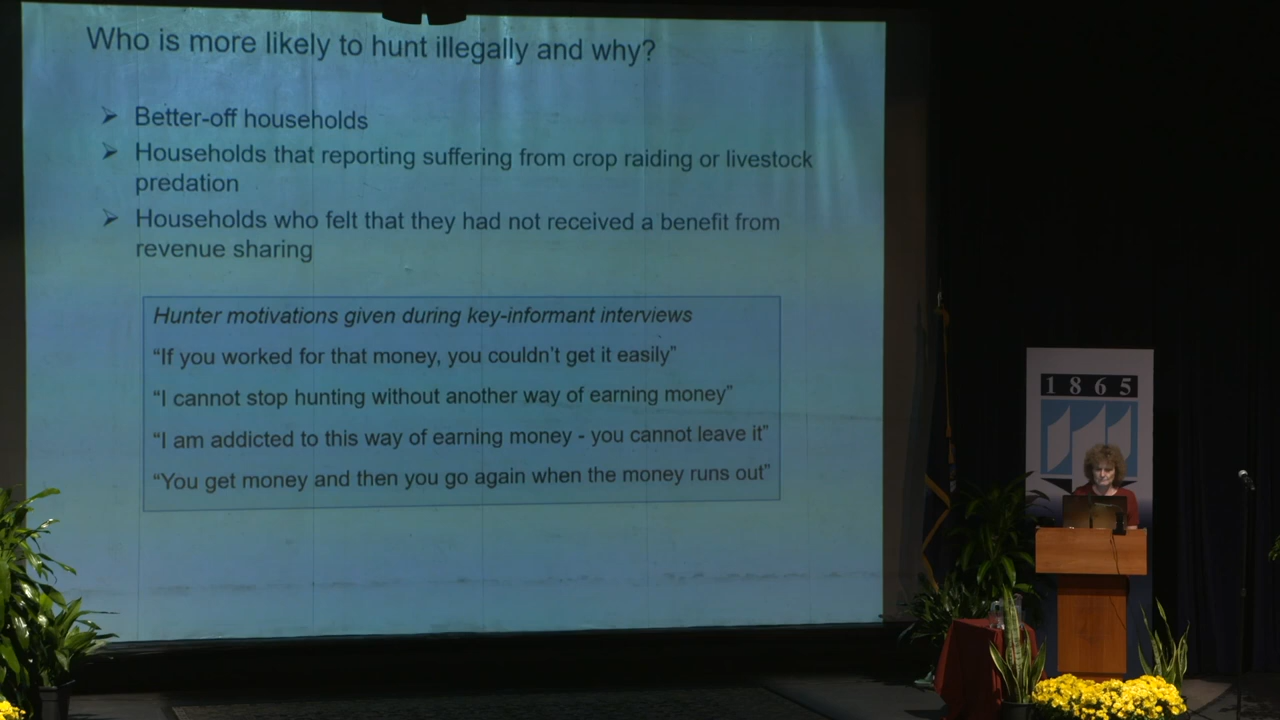 Who is more likely to hunt illegally and why?
➢ Better-off households
➢ Households that reporting suffering from crop raiding or livestock
predation
➢ Households who felt that they had not received a benefit from
revenue sharing
Hunter motivations given during key-informant interviews
“If you worked for that money, you couldn’t get it easily”
“I cannot stop hunting without another way of earning money”
“I am addicted to this way of earning money - you cannot leave it”
“You get money and then you go again when the money runs out”
1865